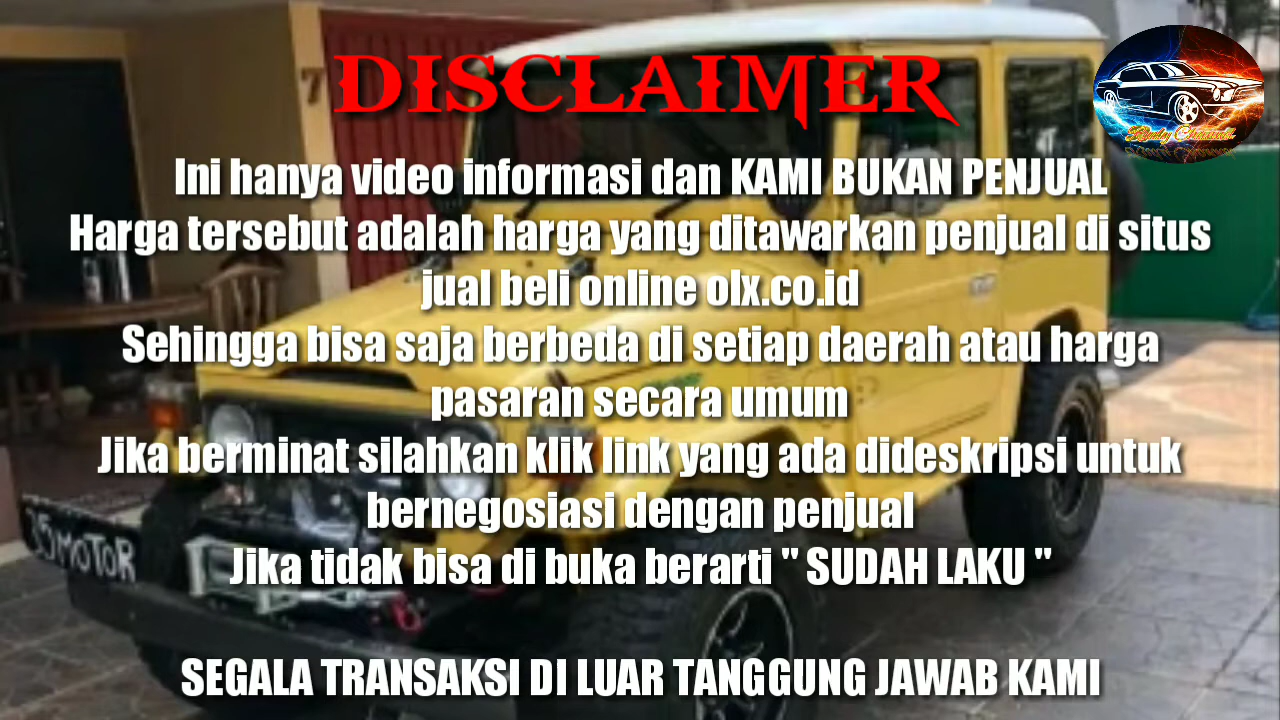 DISCLAIMER
Ini hanya video informasi dan KAMI BUKAN PENJUAL
Harga tersebut adalah harga yang ditawarkan penjual di situs
jual beli online olx.co.id
Sehingga bisa saja berbeda di setiap daerah atau harga
pasaran secara umum
Jika berminat silahkan klik link yang ada dideskripsi untuk
bernegosiasi dengan penjual
Jika tidak bisa di buka berarti " SUDAH LAKU "
SEGALA TRANSAKSI DI LUAR TANGGUNG JAWAB KAMI
7
35 MOTOR